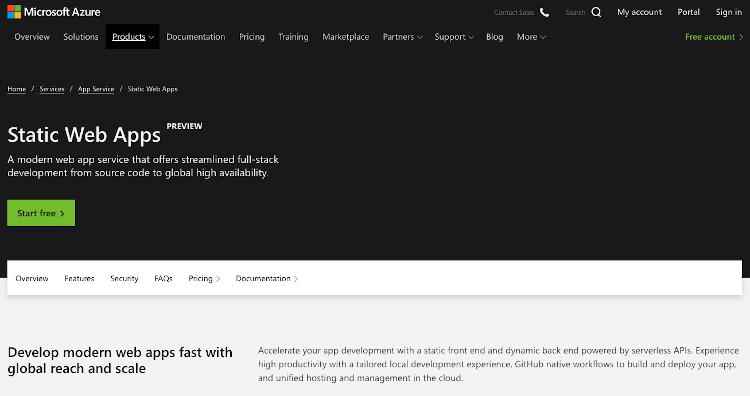 Microsoft Azure
Contact Sales Search My account Portal Sign in
Overview Solutions Products Documentation Pricing Training Marketplace Partners Support Blog More Free account
Home / Services / App Service / Static Web Apps
Static Web Apps PREVIEW
A modern web app service that offers streamlined full-stack
development from source code to global high availability.
Start free
Overview Features Security FAQs Pricing Documentation
Develop modern web apps fast with
global reach and scale
Accelerate your app development with a static front end and dynamic back end powered by serverless APIs. Experience
high productivity with a tailored local development experience, GitHub native workflows to build and deploy your app,
and unified hosting and management in the cloud.